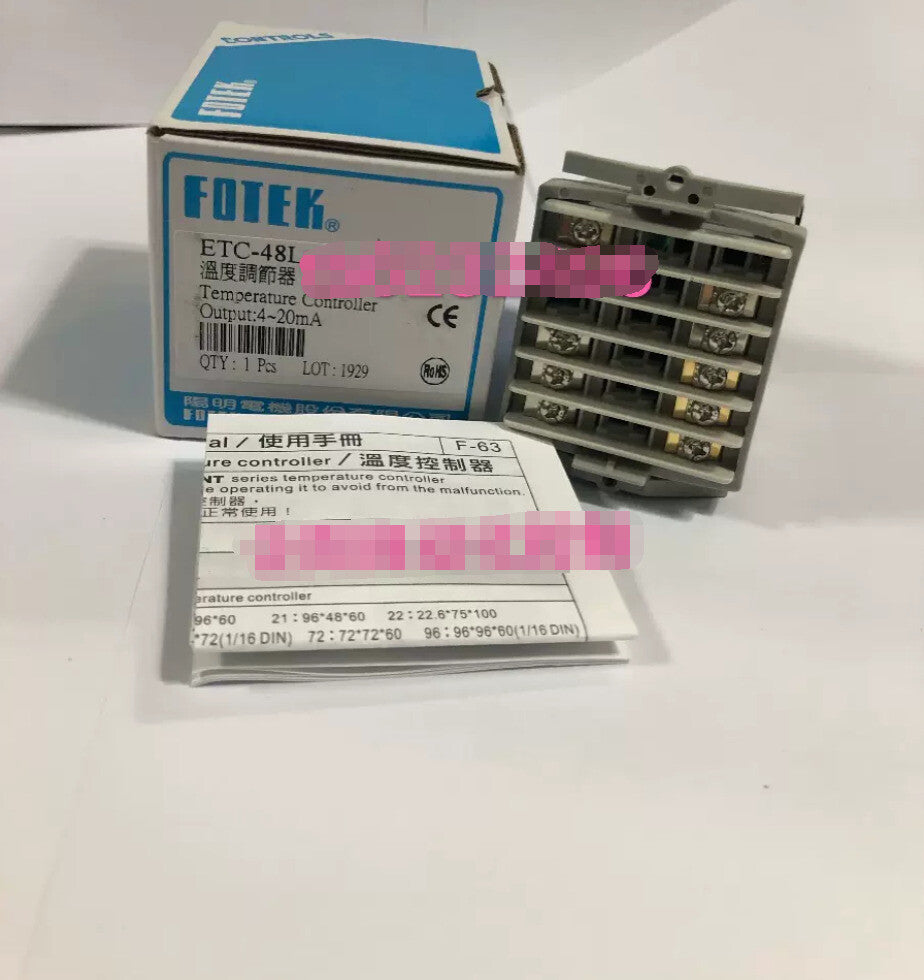 CONTROLS
FOTEK
FOTEK®
ETC-48L
溫度調節器
Temperature Controller
Output:4~20mA
CE
QTY : 1 Pcs LOT : 1929
RoHS
陽明電機股份有限公司
al / 使用手冊 F-63
ure controller / 溫度控制器
NT series temperature controller
e operating it to avoid from the malfunction.
制器，
正常使用！
erature controller
96*60 21 : 96*48*60 22 : 22.6*75*100
*72(1/16 DIN) 72 : 72*72*60 96 : 96*96*60(1/16 DIN)